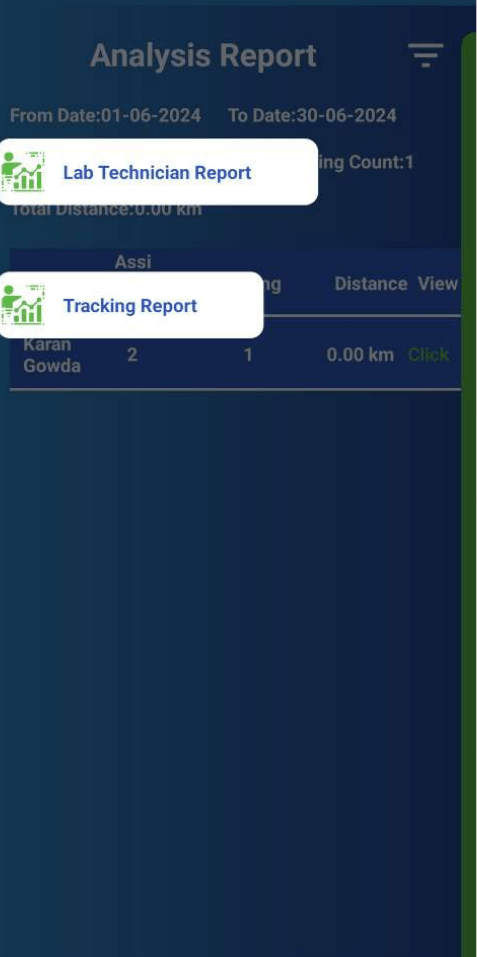 Analysis Report
From Date:01-06-2024 To Date:30-06-2024
Lab Technician Report
ing Count:1
Total Distance:0.00 km
Assi
ng Distance View
Tracking Report
Karan
Gowda 2 1 0.00 km Click